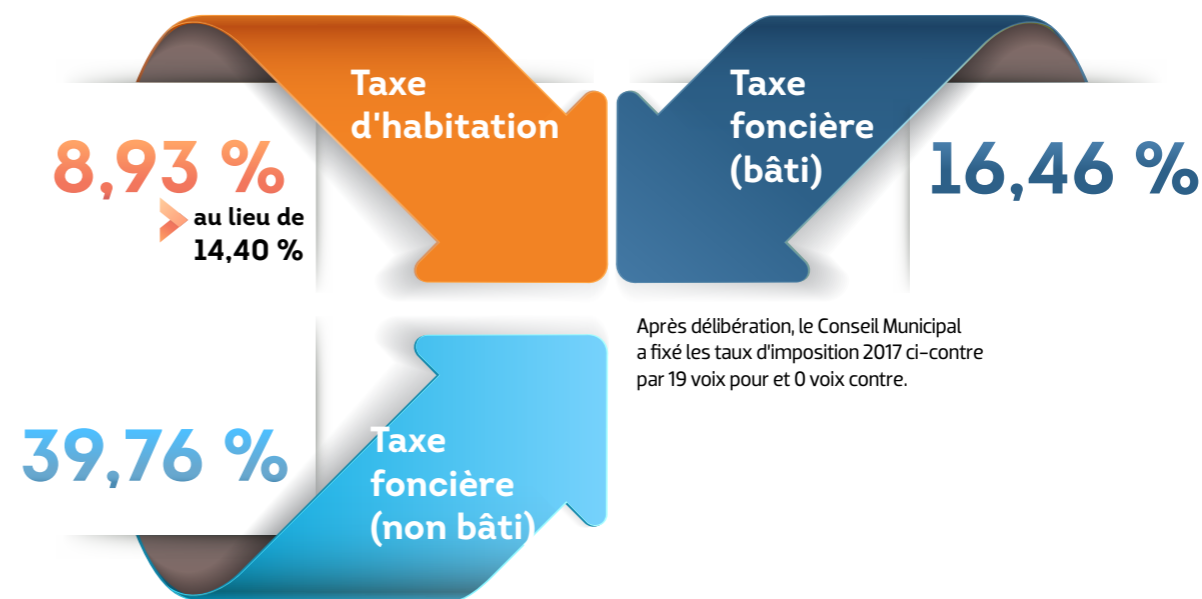 Taxe
d'habitation
8,93 %
au lieu de
14,40 %
Taxe
foncière
(bâti)
16,46 %
Après délibération, le Conseil Municipal
a fixé les taux d'imposition 2017 ci-contre
par 19 voix pour et 0 voix contre.
39,76 %
Taxe
foncière
(non bâti)